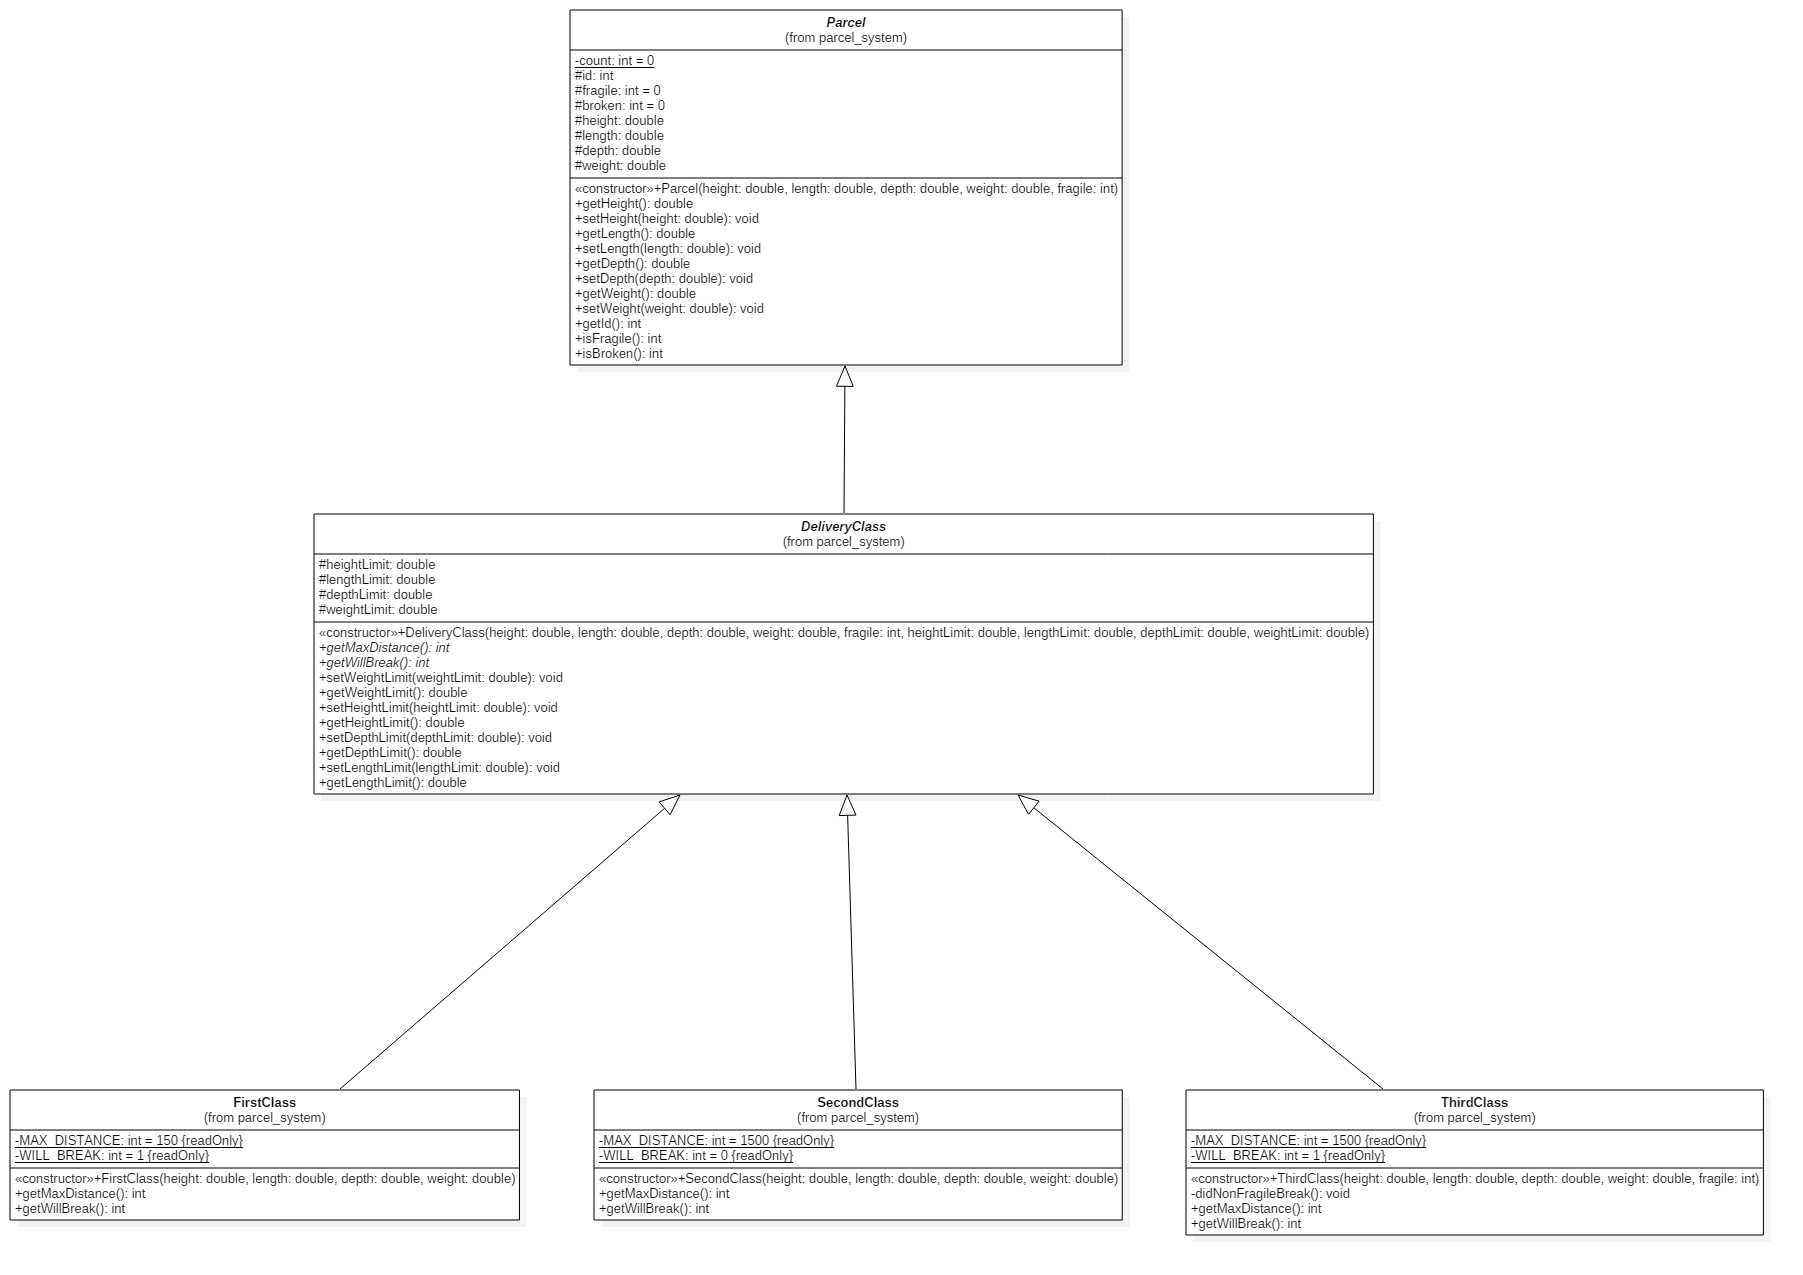 Parcel
(from parcel_system)
-count: int = 0
#id: int
#fragile: int = 0
#broken: int = 0
#height: double
#length: double
#depth: double
#weight: double
«constructor»+Parcel(height: double, length: double, depth: double, weight: double, fragile: int)
+getHeight(): double
+setHeight(height: double): void
+getLength(): double
+setLength(length: double): void
+getDepth(): double
+setDepth(depth: double): void
+getWeight(): double
+setWeight(weight: double): void
+getId(): int
+isFragile(): int
+isBroken(): int
DeliveryClass
(from parcel_system)
#heightLimit: double
#lengthLimit: double
#depthLimit: double
#weightLimit: double
«constructor»+DeliveryClass(height: double, length: double, depth: double, weight: double, fragile: int, heightLimit: double, lengthLimit: double, depthLimit: double, weightLimit: double)
+getMaxDistance(): int
+getWillBreak(): int
+setWeightLimit(weightLimit: double): void
+getWeightLimit(): double
+setHeightLimit(heightLimit: double): void
+getHeightLimit(): double
+setDepthLimit(depthLimit: double): void
+getDepthLimit(): double
+setLengthLimit(lengthLimit: double): void
+getLengthLimit(): double
FirstClass
(from parcel_system)
-MAX_DISTANCE: int = 150 {readOnly}
-WILL_BREAK: int = 1 {readOnly}
«constructor»+FirstClass(height: double, length: double, depth: double, weight: double)
+getMaxDistance(): int
+getWillBreak(): int
SecondClass
(from parcel_system)
-MAX_DISTANCE: int = 1500 {readOnly}
-WILL_BREAK: int = 0 {readOnly}
«constructor»+SecondClass(height: double, length: double, depth: double, weight: double)
+getMaxDistance(): int
+getWillBreak(): int
ThirdClass
(from parcel_system)
-MAX_DISTANCE: int = 1500 {readOnly}
-WILL_BREAK: int = 1 {readOnly}
«constructor»+ThirdClass(height: double, length: double, depth: double, weight: double, fragile: int)
-didNonFragileBreak(): void
+getMaxDistance(): int
+getWillBreak(): int